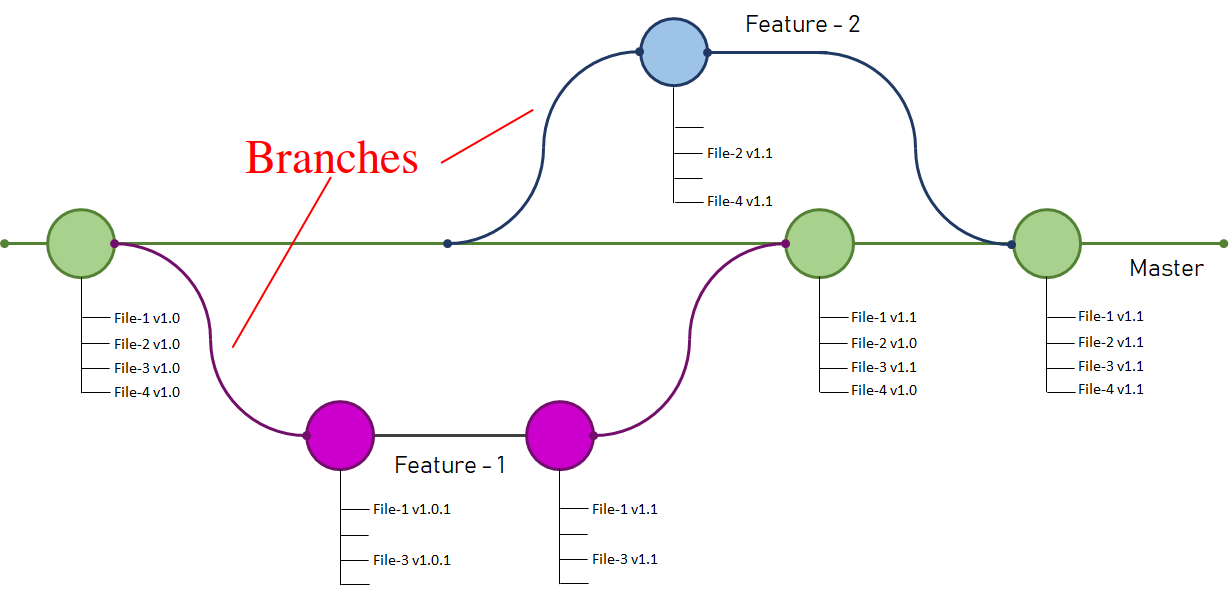 Feature - 2
File-2 v1.1
File-4 v1.1
Branches
Master
File-1 v1.0
File-2 v1.0
File-3 v1.0
File-4 v1.0
File-1 v1.1
File-2 v1.0
File-3 v1.1
File-4 v1.0
File-1 v1.1
File-2 v1.1
File-3 v1.1
File-4 v1.1
Feature - 1
File-1 v1.0.1
File-3 v1.0.1
File-1 v1.1
File-3 v1.1